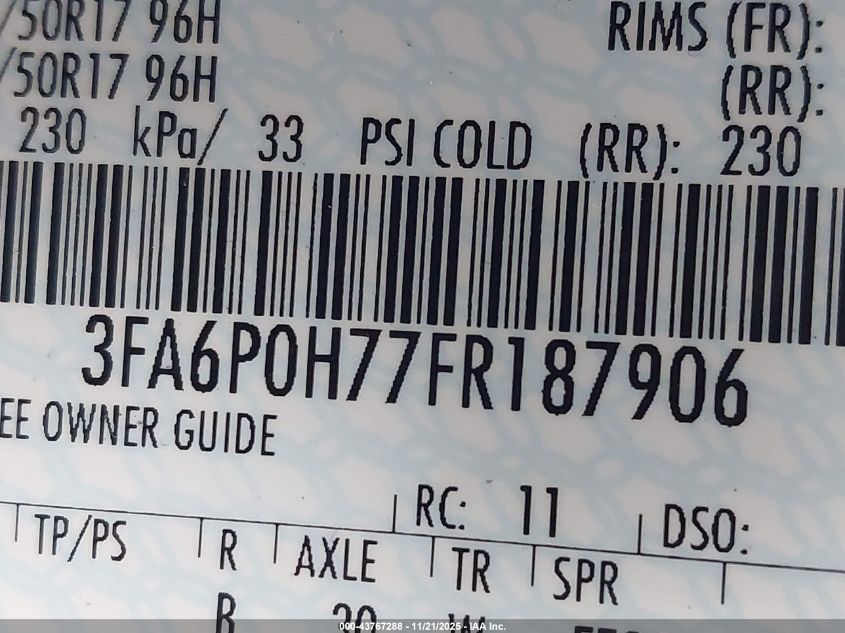 /50R17 96H RIMS (FR):
/50R17 96H (RR):
230 kPa/ 33 PSI COLD (RR): 230
3FA6P0H77FR187906
EE OWNER GUIDE
RC: 11 DSO:
TP/PS R AXLE TR SPR
B
000-43767288 - 11/21/2025 - IAA Inc.